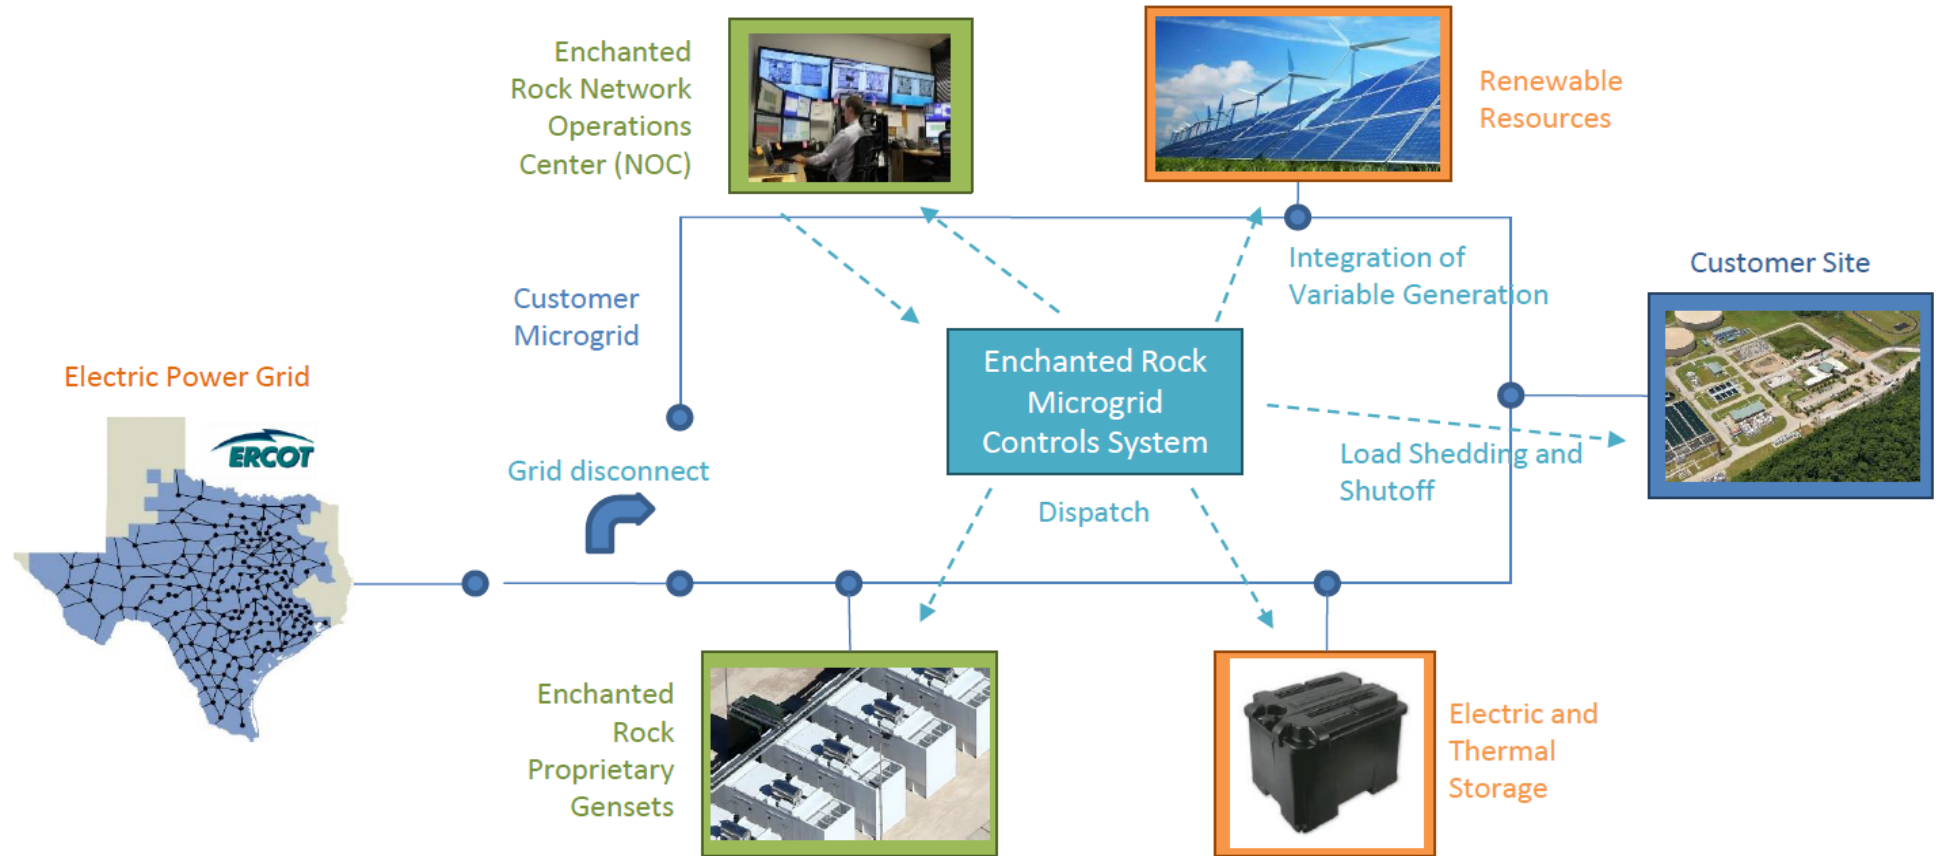 Enchanted
Rock Network
Operations
Center (NOC)
Renewable
Resources
Customer
Microgrid
Integration of
Variable Generation
Customer Site
Electric Power Grid
ERCOT
Enchanted Rock
Microgrid
Controls System
Grid disconnect
Load Shedding and
Shutoff
Dispatch
Enchanted
Rock
Proprietary
Gensets
Electric and
Thermal
Storage